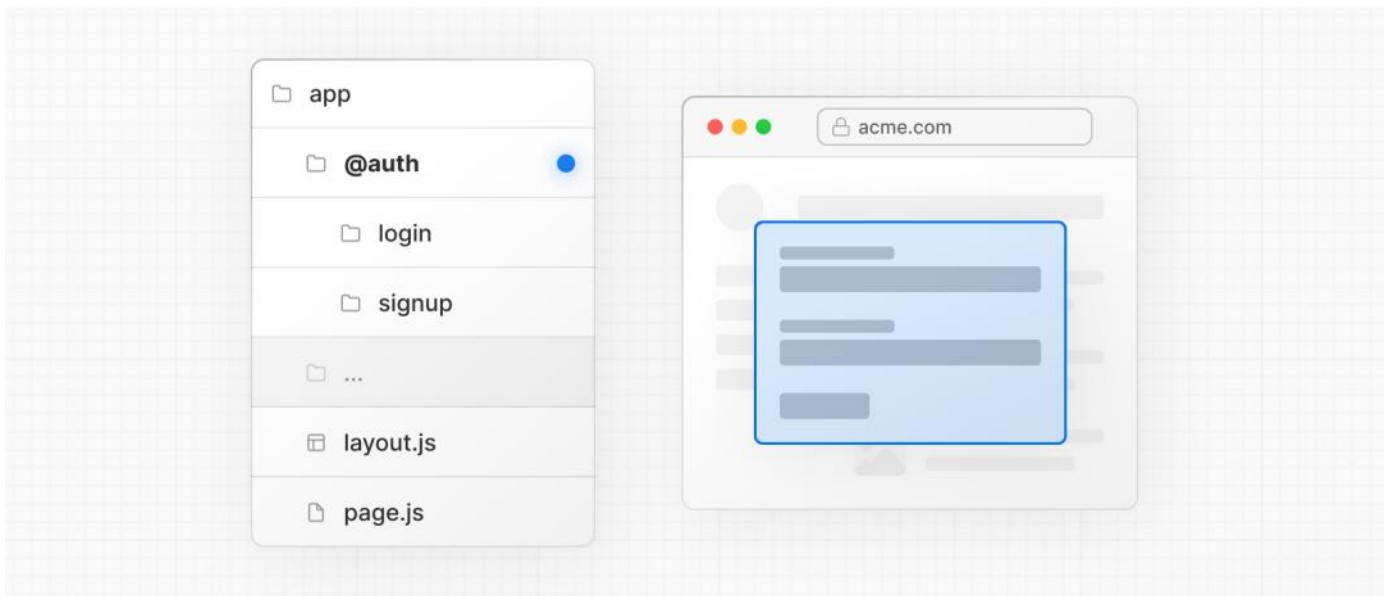 app
@auth
login
signup
...
layout.js
page.js
acme.com